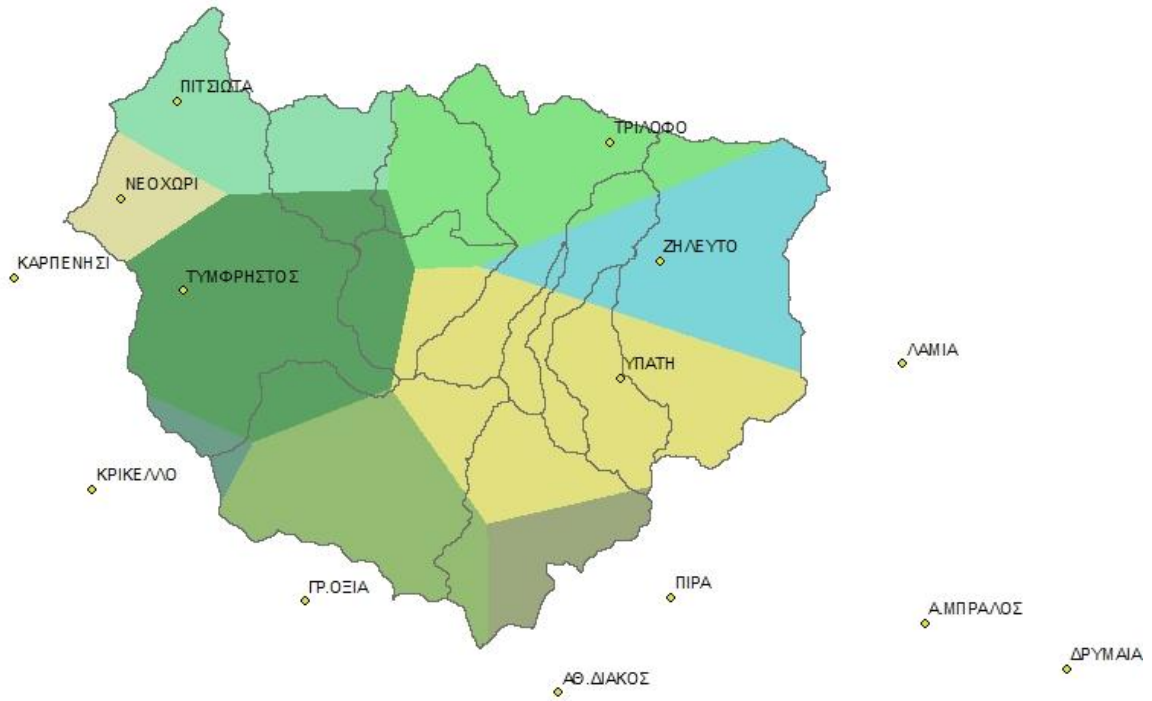 ΠΙΤΣΙΩΤΑ
ΤΡΙΛΟΦΟ
ΝΕΟΧΩΡΙ
ΖΗΛΕΥΤΟ
ΚΑΡΠΕΝΗΣΙ
ΤΥΜΦΡΗΣΤΟΣ
ΛΑΜΙΑ
ΥΠΑΤΗ
ΚΡΙΚΕΛΛΟ
ΓΡ.ΟΞΙΑ
ΠΙΡΑ
Α.ΜΠΡΑΛΟΣ
ΔΡΥΜΑΙΑ
ΑΘ.ΔΙΑΚΟΣ